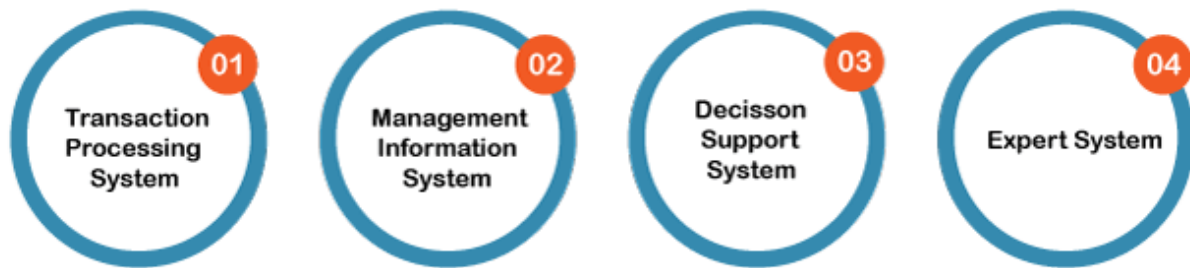 01
Transaction
Processing
System
02
Management
Information
System
03
Decisson
Support
System
04
Expert System